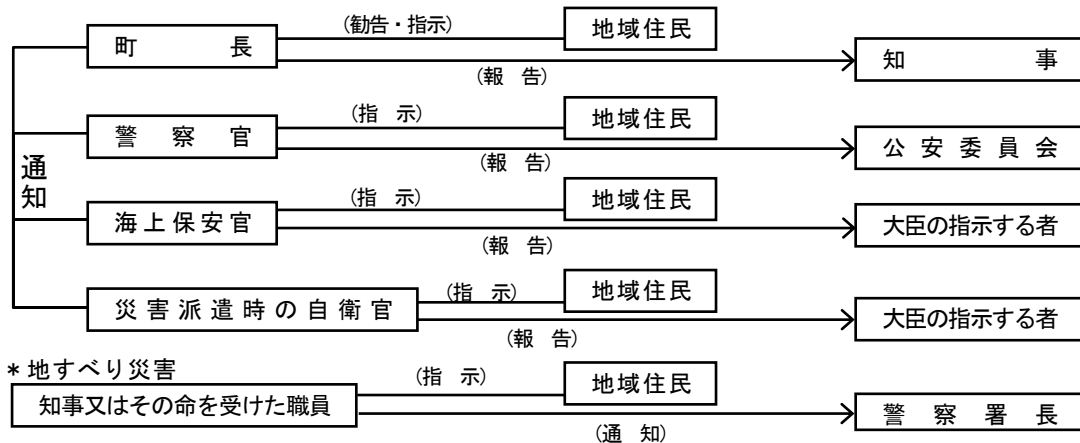 町長 (勧告・指示) 地域住民
(報告) 知事
警察官 (指示) 地域住民
(報告) 公安委員会
通知
海上保安官 (指示) 地域住民
(報告) 大臣の指示する者
災害派遣時の自衛官 (指示) 地域住民
(報告) 大臣の指示する者
*地すべり災害
知事又はその命を受けた職員 (指示) 地域住民
(通知) 警察署長